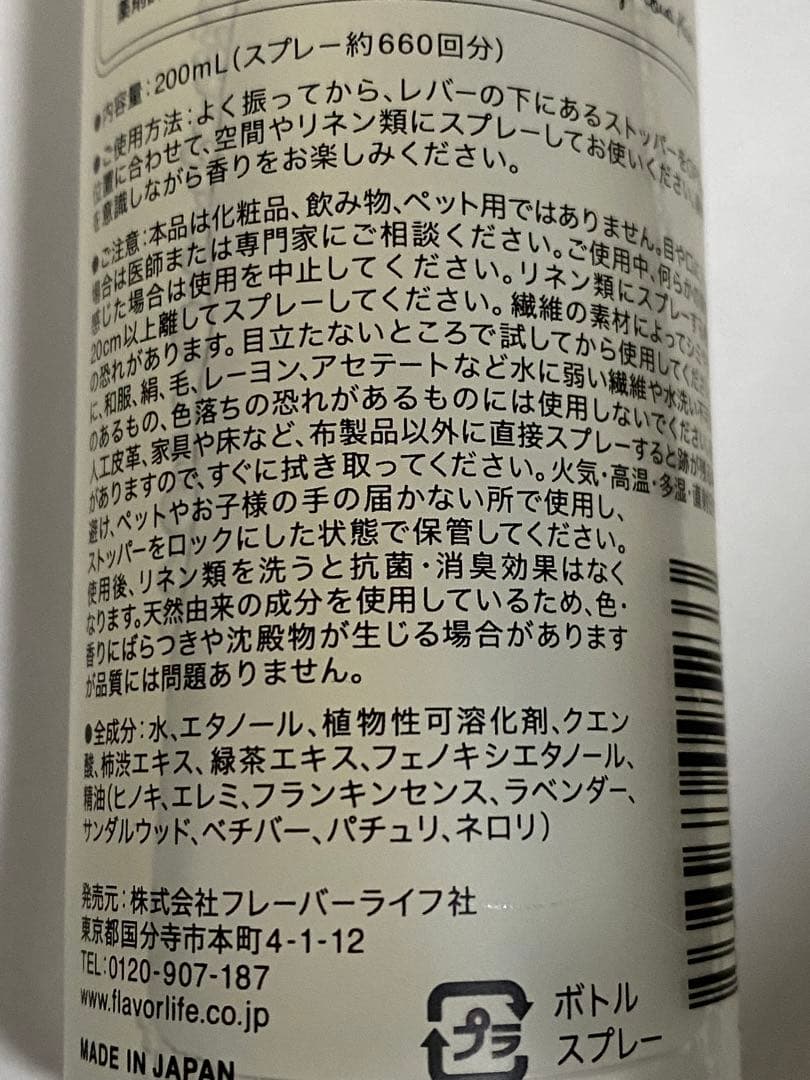 ●内容量:200mL(スプレー約660回分)
●ご使用方法:よく振ってから、レバーの下にあるストッパーを
位置に合わせて、空間やリネン類にスプレーしてお使いください。
を意識しながら香りをお楽しみください。
●ご注意:本品は化粧品、飲み物、ペット用ではありません。目や口に
場合は医師または専門家にご相談ください。ご使用中、何らかの
感じた場合は使用を中止してください。リネン類にスプレーす
20cm以上離してスプレーしてください。繊維の素材によってシミ
の恐れがあります。目立たないところで試してから使用してくだ
に、和服、絹、毛、レーヨン、アセテートなど水に弱い繊維や水洗い不
のあるもの、色落ちの恐れがあるものには使用しないでください
人工皮革、家具や床など、布製品以外に直接スプレーすると跡が残
がありますので、すぐに拭き取ってください。火気・高温・多湿・直射
避け、ペットやお子様の手の届かない所で使用し、
ストッパーをロックにした状態で保管してください。
使用後、リネン類を洗うと抗菌・消臭効果はなく
なります。天然由来の成分を使用しているため、色・
香りにばらつきや沈殿物が生じる場合があります
が品質には問題ありません。
●全成分:水、エタノール、植物性可溶化剤、クエン
酸、柿渋エキス、緑茶エキス、フェノキシエタノール、
精油(ヒノキ、エレミ、フランキンセンス、ラベンダー、
サンダルウッド、ベチバー、パチュリ、ネロリ)
発売元:株式会社フレーバーライフ社
東京都国分寺市本町4-1-12
TEL:0120-907-187
www.flavorlife.co.jp
MADE IN JAPAN
プラ
ボトル
スプレー